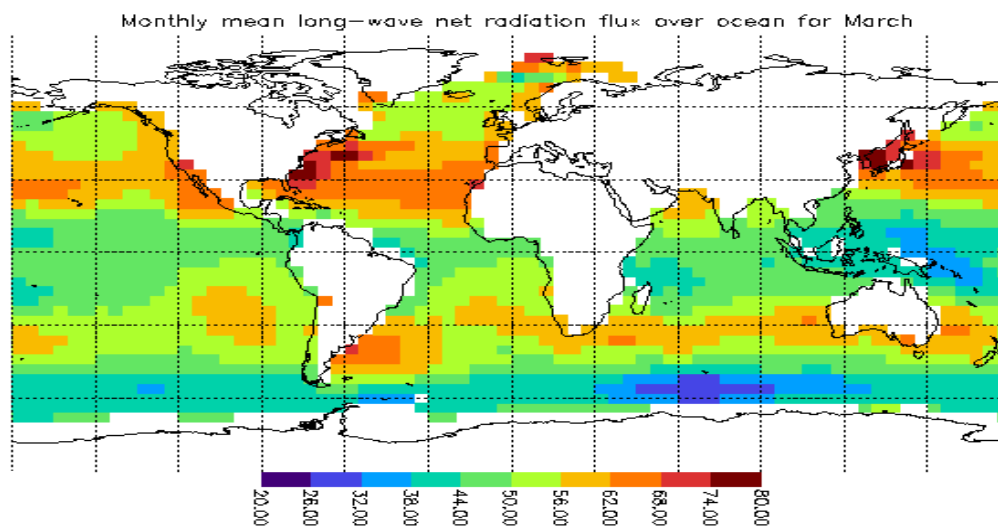 Monthly mean long-wave net radiation flux over ocean for March
20.00 26.00 32.00 38.00 44.00 50.00 56.00 62.00 68.00 74.00 80.00